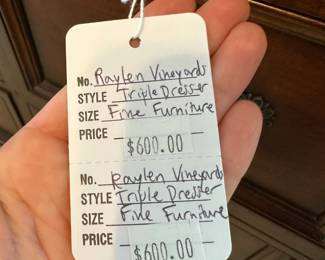 No. Raylen Vineyards
STYLE Triple Dresser
SIZE Fine Furniture
PRICE $600.00
No. Raylen Vineyards
STYLE Triple Dresser
SIZE Fine Furniture
PRICE $600.00